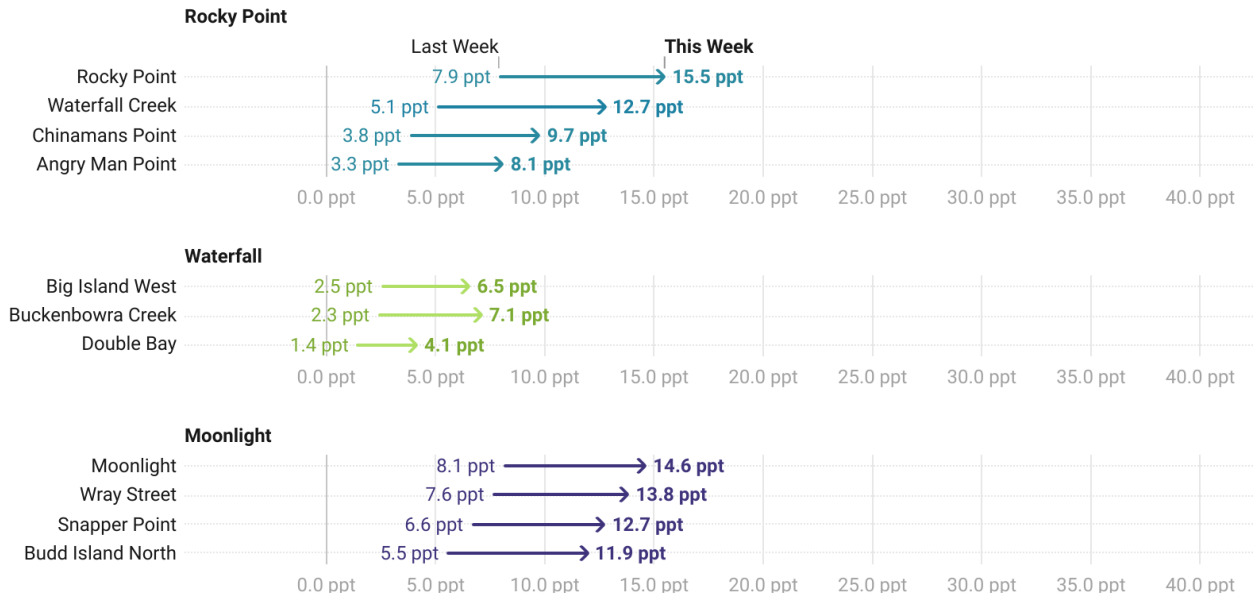 Rocky Point
Last Week This Week
Rocky Point 7.9 ppt 15.5 ppt
Waterfall Creek 5.1 ppt 12.7 ppt
Chinamans Point 3.8 ppt 9.7 ppt
Angry Man Point 3.3 ppt 8.1 ppt
0.0 ppt 5.0 ppt 10.0 ppt 15.0 ppt 20.0 ppt 25.0 ppt 30.0 ppt 35.0 ppt 40.0 ppt
Waterfall
Big Island West 2.5 ppt 6.5 ppt
Buckenbowra Creek 2.3 ppt 7.1 ppt
Double Bay 1.4 ppt 4.1 ppt
0.0 ppt 5.0 ppt 10.0 ppt 15.0 ppt 20.0 ppt 25.0 ppt 30.0 ppt 35.0 ppt 40.0 ppt
Moonlight
Moonlight 8.1 ppt 14.6 ppt
Wray Street 7.6 ppt 13.8 ppt
Snapper Point 6.6 ppt 12.7 ppt
Budd Island North 5.5 ppt 11.9 ppt
0.0 ppt 5.0 ppt 10.0 ppt 15.0 ppt 20.0 ppt 25.0 ppt 30.0 ppt 35.0 ppt 40.0 ppt